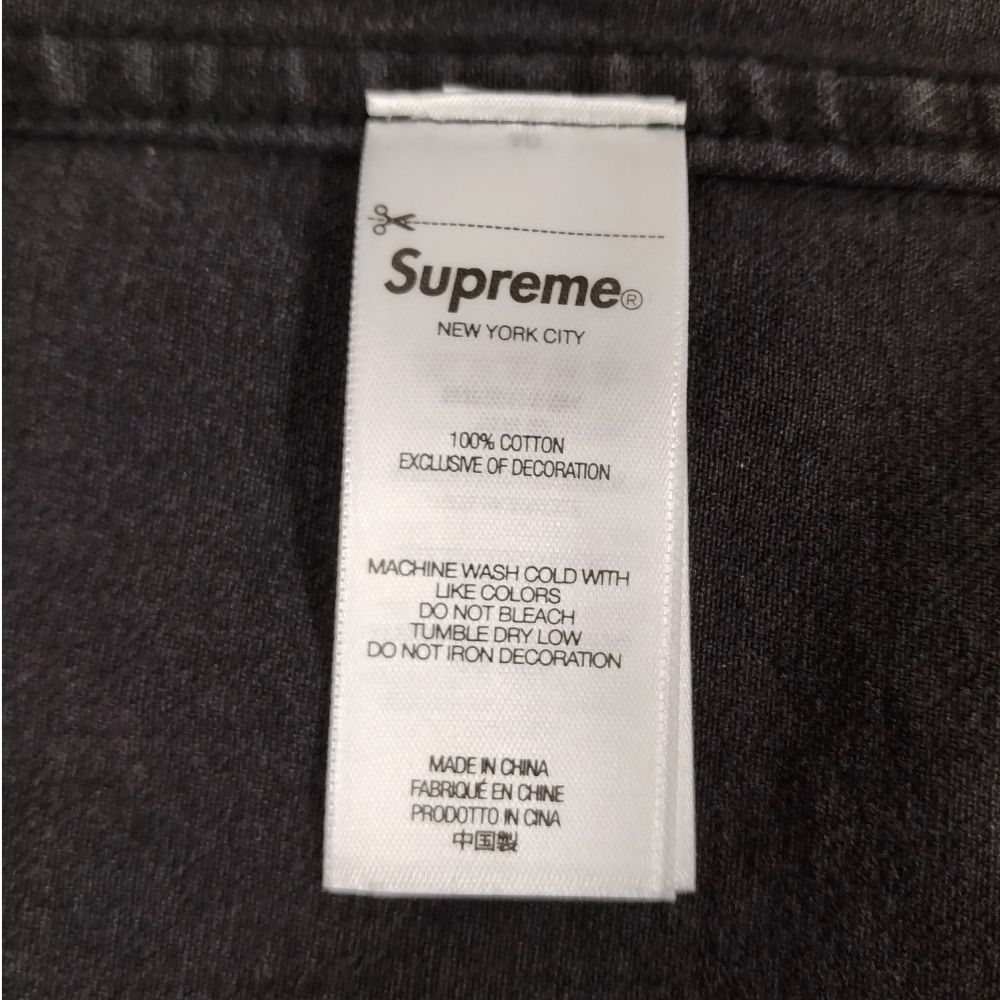 Supreme®
NEW YORK CITY
100% COTTON
EXCLUSIVE OF DECORATION
MACHINE WASH COLD WITH
LIKE COLORS
DO NOT BLEACH
TUMBLE DRY LOW
DO NOT IRON DECORATION
MADE IN CHINA
FABRIQUÉ EN CHINE
PRODOTTO IN CINA
中国製